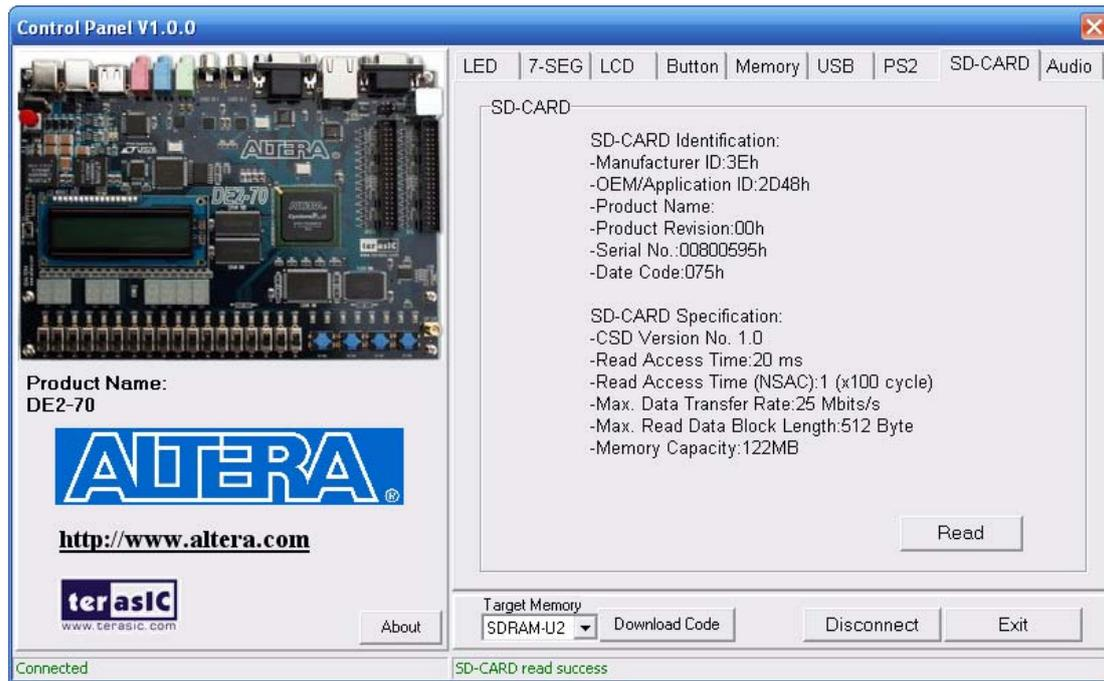 Control Panel V1.0.0
LED 7-SEG LCD Button Memory USB PS2 SD-CARD Audio
ALTERA
DE2-70
terasIC
SD-CARD
SD-CARD Identification:
-Manufacturer ID:3Eh
-OEM/Application ID:2D48h
-Product Name:
-Product Revision:00h
-Serial No.:00800595h
-Date Code:075h
SD-CARD Specification:
-CSD Version No. 1.0
-Read Access Time:20 ms
-Read Access Time (NSAC):1 (x100 cycle)
-Max. Data Transfer Rate:25 Mbits/s
-Max. Read Data Block Length:512 Byte
-Memory Capacity:122MB
Read
Product Name:
DE2-70
ALTERA®
http://www.altera.com
terasIC
www.terasic.com
About
Target Memory
SDRAM-U2
Download Code
Disconnect
Exit
Connected
SD-CARD read success